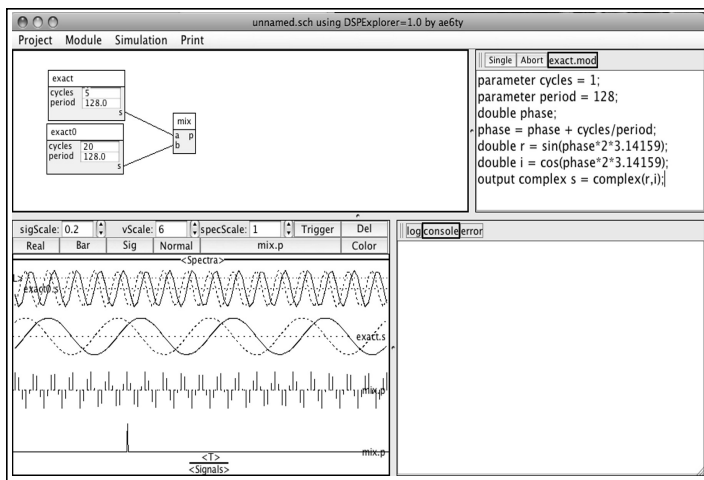 unnamed.sch using DSPExplorer=1.0 by ae6ty
Project Module Simulation Print
exact
cycles 5
period 128.0
s
exact0
cycles 20
period 128.0
s
mix
a p
b
Single Abort exact.mod
parameter cycles = 1;
parameter period = 128;
double phase;
phase = phase + cycles/period;
double r = sin(phase*2*3.14159);
double i = cos(phase*2*3.14159);
output complex s = complex(r,i);
sigScale: 0.2 vScale: 6 specScale: 1 Trigger Del
Real Bar Sig Normal mix.p Color
<Spectra>
L>
exact0.s
exact.s
mix.p
mix.p
<T>
<Signals>
log console error